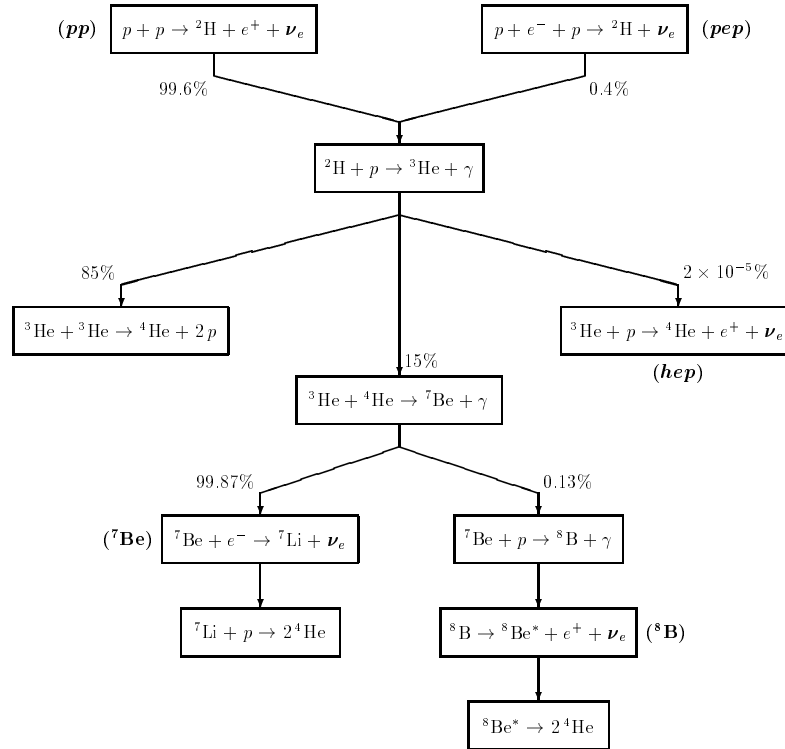 (pp) p + p → ²H + e⁺ + νₑ
p + e⁻ + p → ²H + νₑ (pep)
99.6%
0.4%
²H + p → ³He + γ
85%
2 × 10⁻⁵%
³He + ³He → ⁴He + 2 p
³He + p → ⁴He + e⁺ + νₑ
15%
(hep)
³He + ⁴He → ⁷Be + γ
99.87%
0.13%
(⁷Be) ⁷Be + e⁻ → ⁷Li + νₑ
⁷Be + p → ⁸B + γ
⁷Li + p → 2 ⁴He
⁸B → ⁸Be* + e⁺ + νₑ (⁸B)
⁸Be* → 2 ⁴He